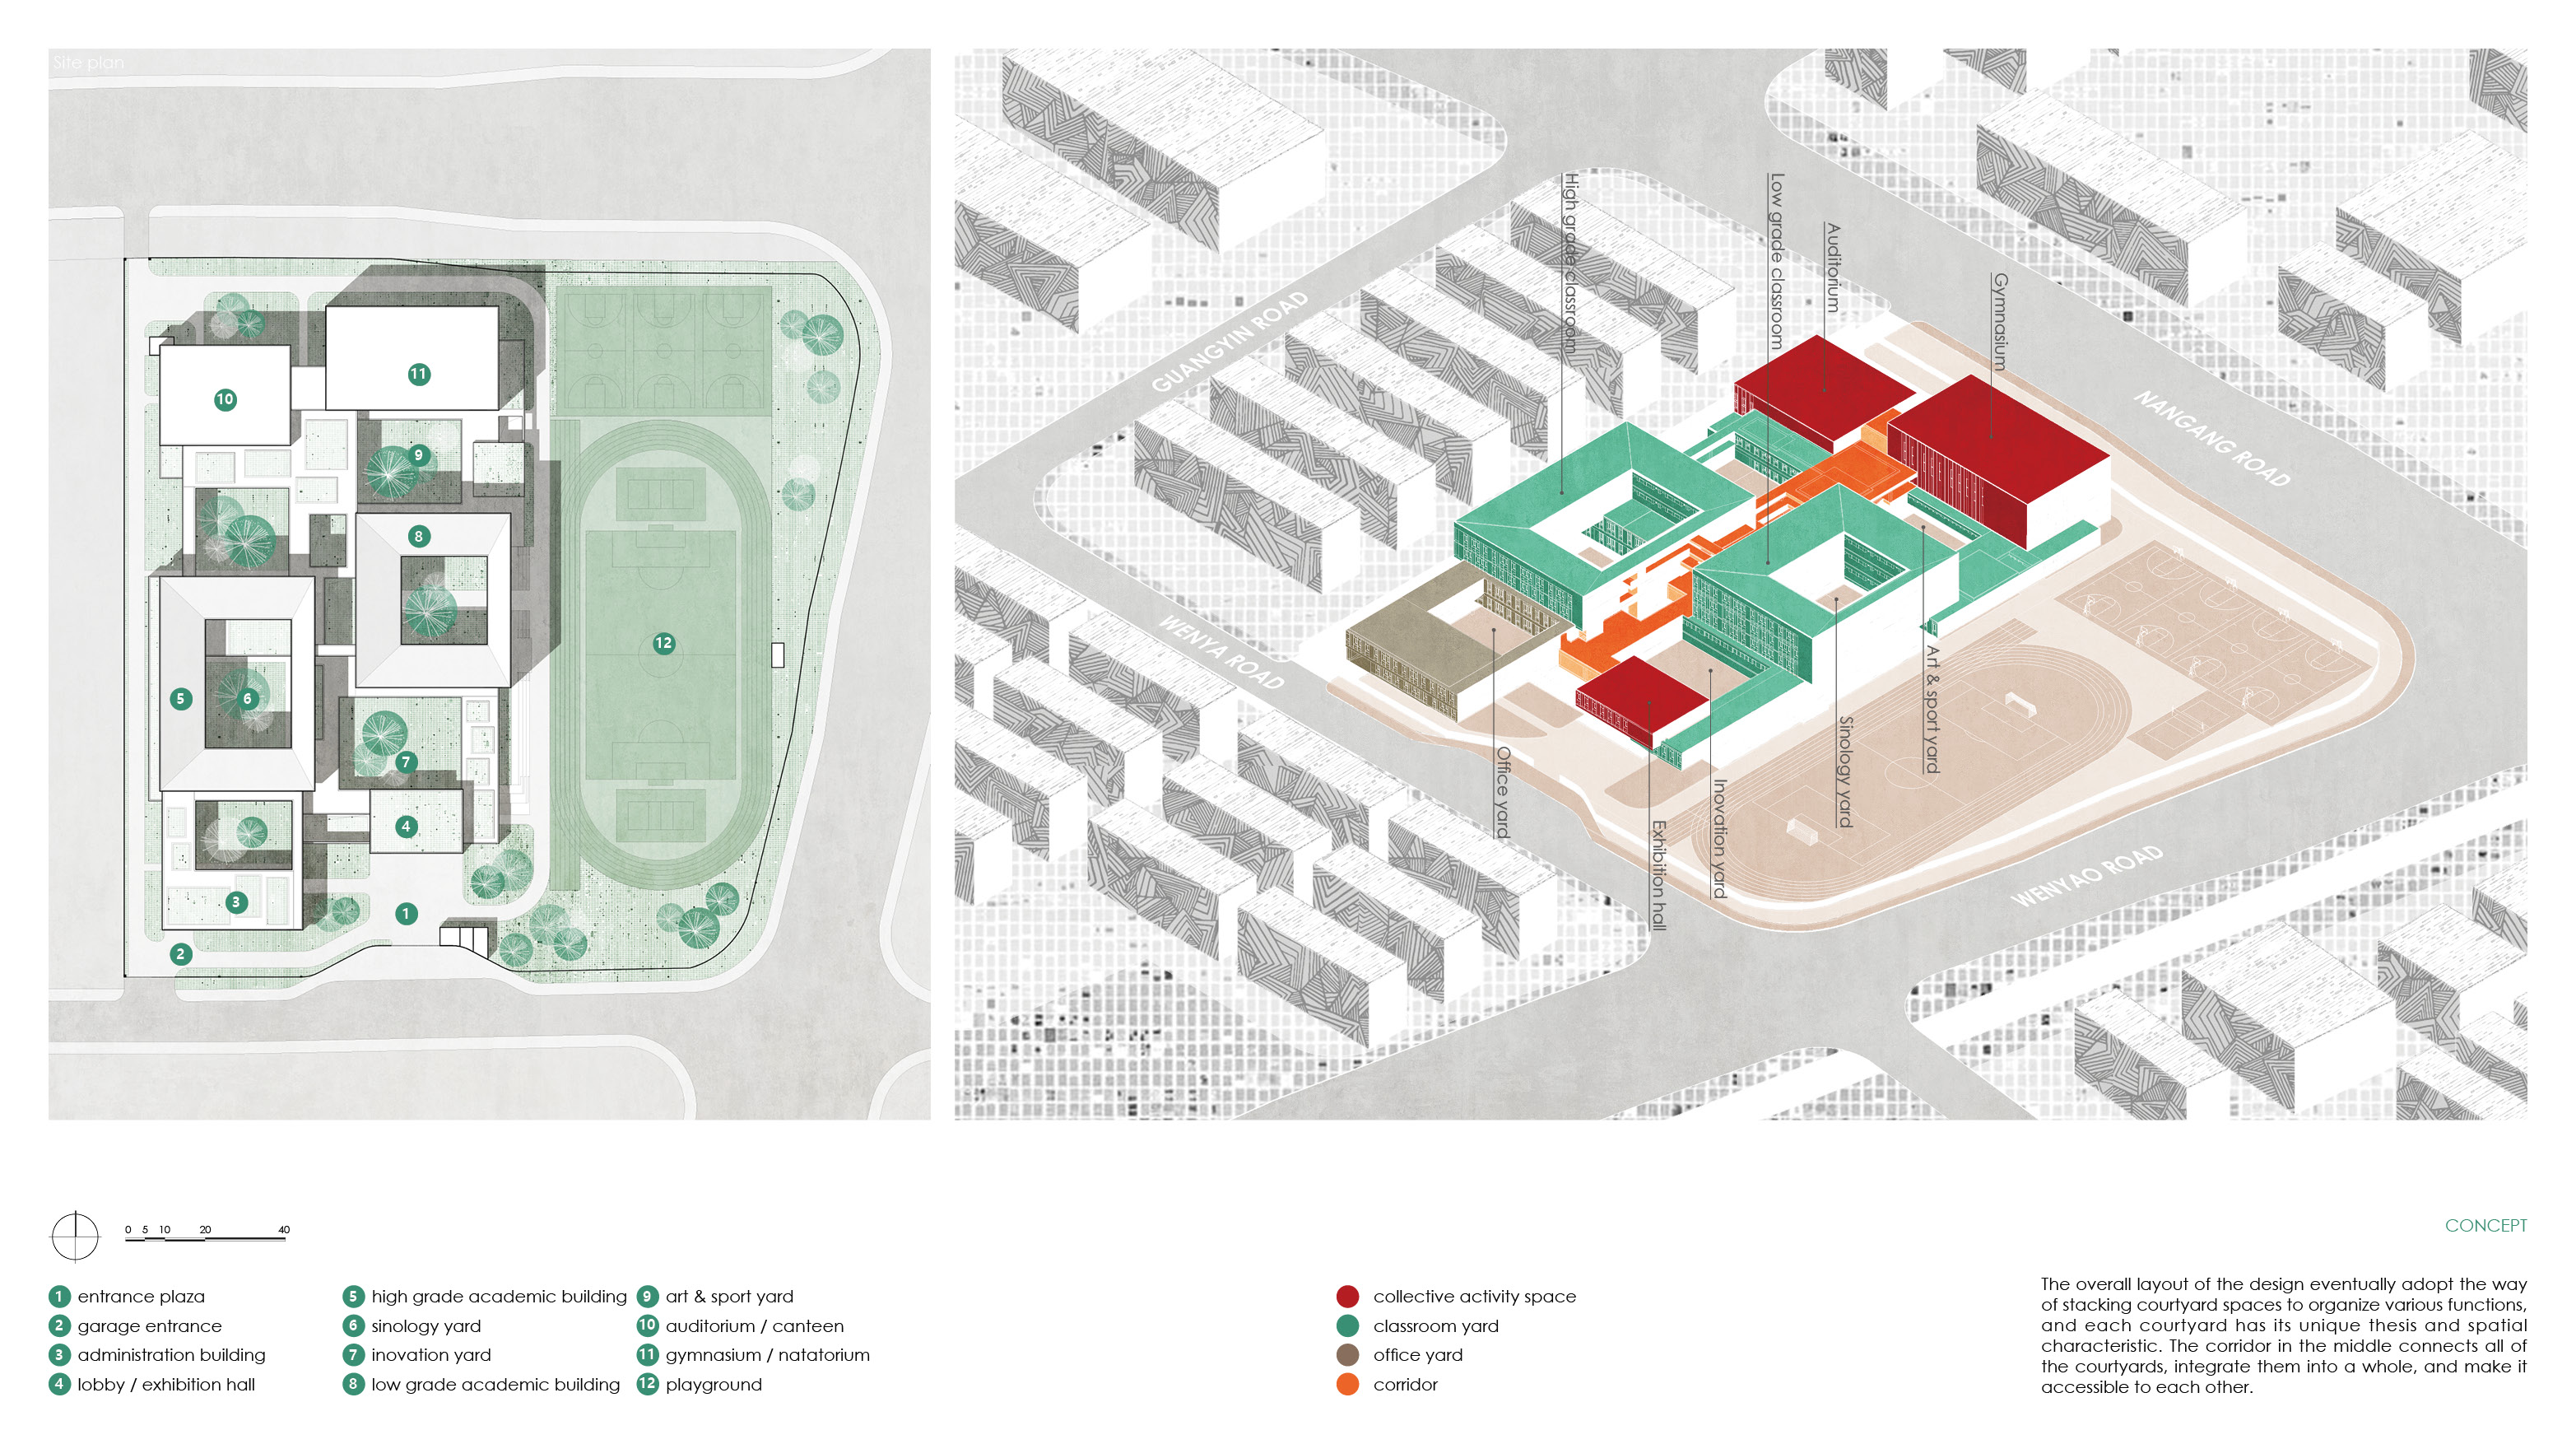 Site plan
10
11
9
8
12
5
6
7
4
3
1
2
High grade classroom
Low grade classroom
Auditorium
Gymnasium
GUANGYIN ROAD
NANGANG ROAD
WENYA ROAD
WENYAO ROAD
Office yard
Exhibition hall
Inovation yard
Sinology yard
Art & sport yard
0 5 10 20 40
1 entrance plaza
2 garage entrance
3 administration building
4 lobby / exhibition hall
5 high grade academic building
6 sinology yard
7 inovation yard
8 low grade academic building
9 art & sport yard
10 auditorium / canteen
11 gymnasium / natatorium
12 playground
collective activity space
classroom yard
office yard
corridor
CONCEPT
The overall layout of the design eventually adopt the way
of stacking courtyard spaces to organize various functions,
and each courtyard has its unique thesis and spatial
characteristic. The corridor in the middle connects all of
the courtyards, integrate them into a whole, and make it
accessible to each other.